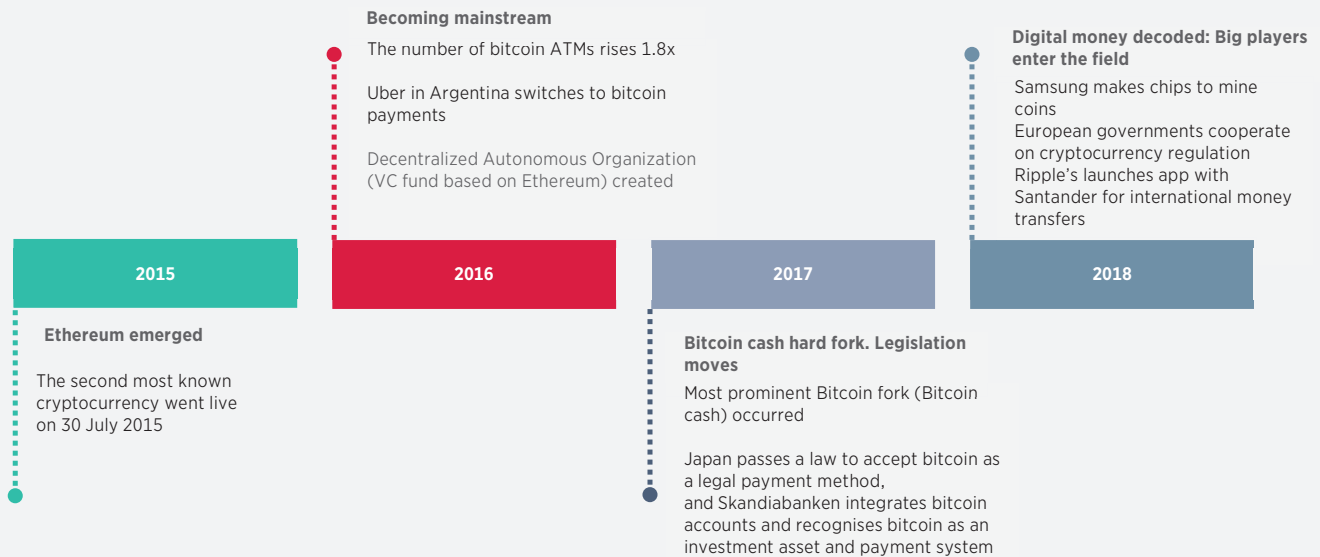 Becoming mainstream
The number of bitcoin ATMs rises 1.8x
Uber in Argentina switches to bitcoin
payments
Decentralized Autonomous Organization
(VC fund based on Ethereum) created
Digital money decoded: Big players
enter the field
Samsung makes chips to mine
coins
European governments cooperate
on cryptocurrency regulation
Ripple’s launches app with
Santander for international money
transfers
2015
2016
2017
2018
Ethereum emerged
The second most known
cryptocurrency went live
on 30 July 2015
Bitcoin cash hard fork. Legislation
moves
Most prominent Bitcoin fork (Bitcoin
cash) occurred
Japan passes a law to accept bitcoin as
a legal payment method,
and Skandiabanken integrates bitcoin
accounts and recognises bitcoin as an
investment asset and payment system